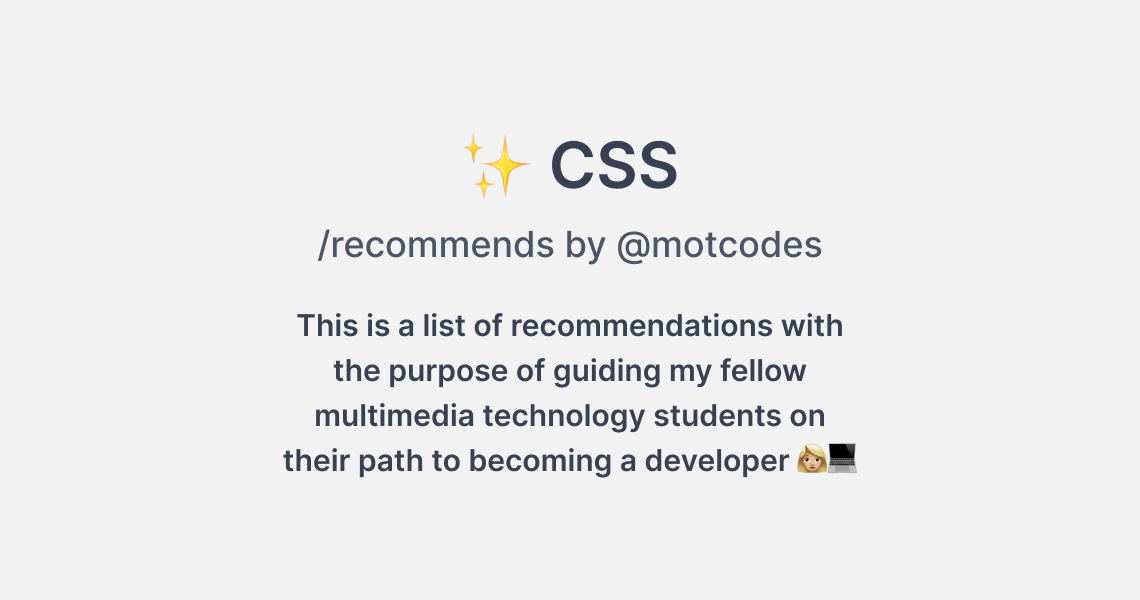 ✨ CSS
/recommends by @motcodes
This is a list of recommendations with
the purpose of guiding my fellow
multimedia technology students on
their path to becoming a developer 👩🏼💻